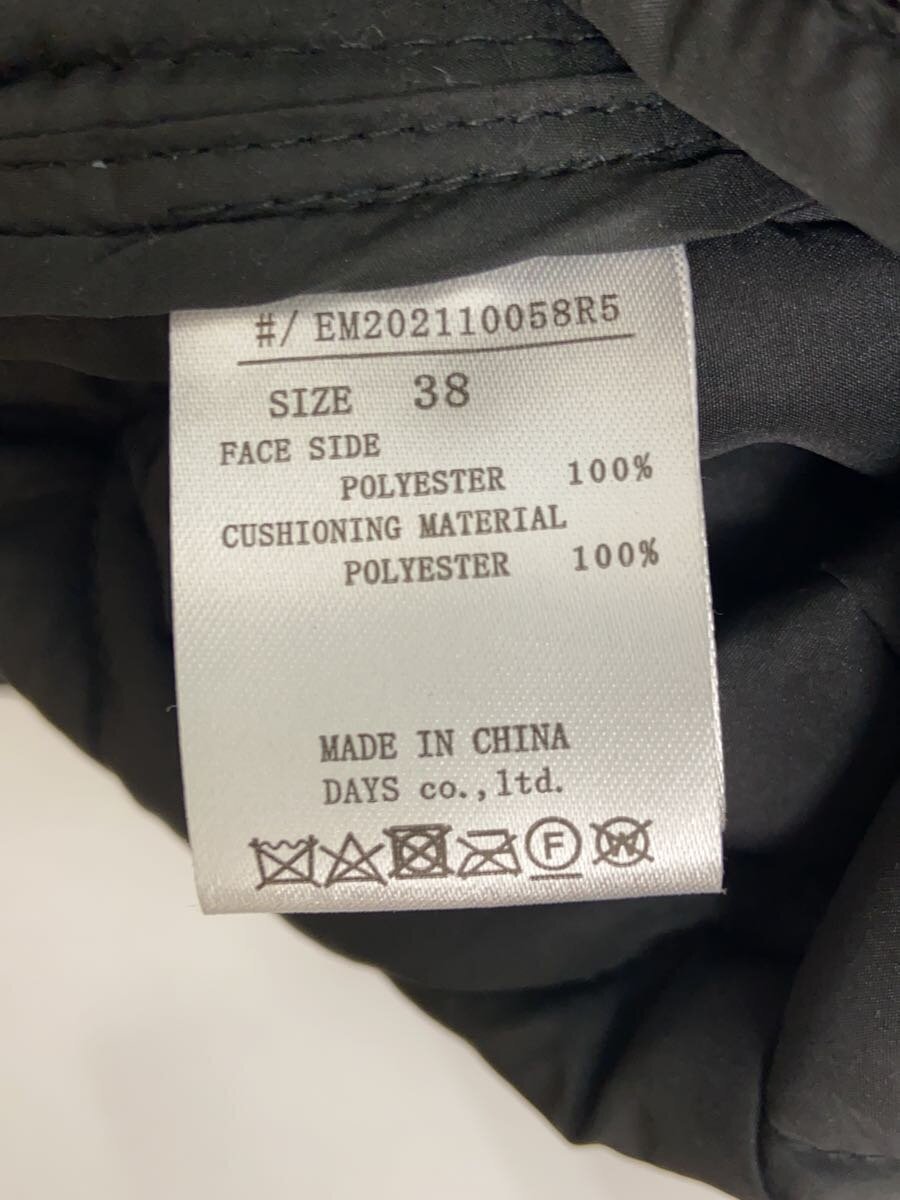 #/ EM202110058R5
SIZE 38
FACE SIDE
POLYESTER 100%
CUSHIONING MATERIAL
POLYESTER 100%
MADE IN CHINA
DAYS co.,ltd.
F W